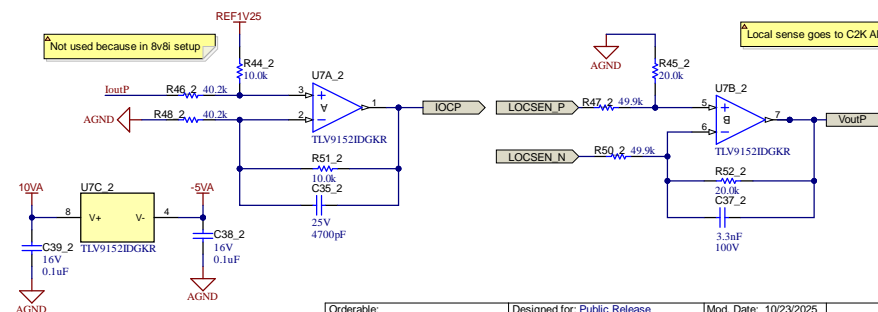 REF1V25
Not used because in 8v8i setup
R44_2
10.0k
U7A_2
IoutP
R46_2 40.2k
3
+
A
1
IOCP
AGND
R48_2 40.2k
2
-
TLV9152IDGKR
R51_2
10.0k
C35_2
25V
4700pF
Local sense goes to C2K A
AGND
R45_2
20.0k
U7B_2
LOCSEN_P
R47_2 49.9k
5
+
B
7
VoutP
6
-
TLV9152IDGKR
LOCSEN_N
R50_2 49.9k
R52_2
20.0k
C37_2
3.3nF
100V
10VA
U7C_2
-5VA
8
V+
V-
4
TLV9152IDGKR
C39_2
16V
0.1uF
AGND
C38_2
16V
0.1uF
AGND
Orderable:
Designed for: Public Release
Mod. Date: 10/23/2025